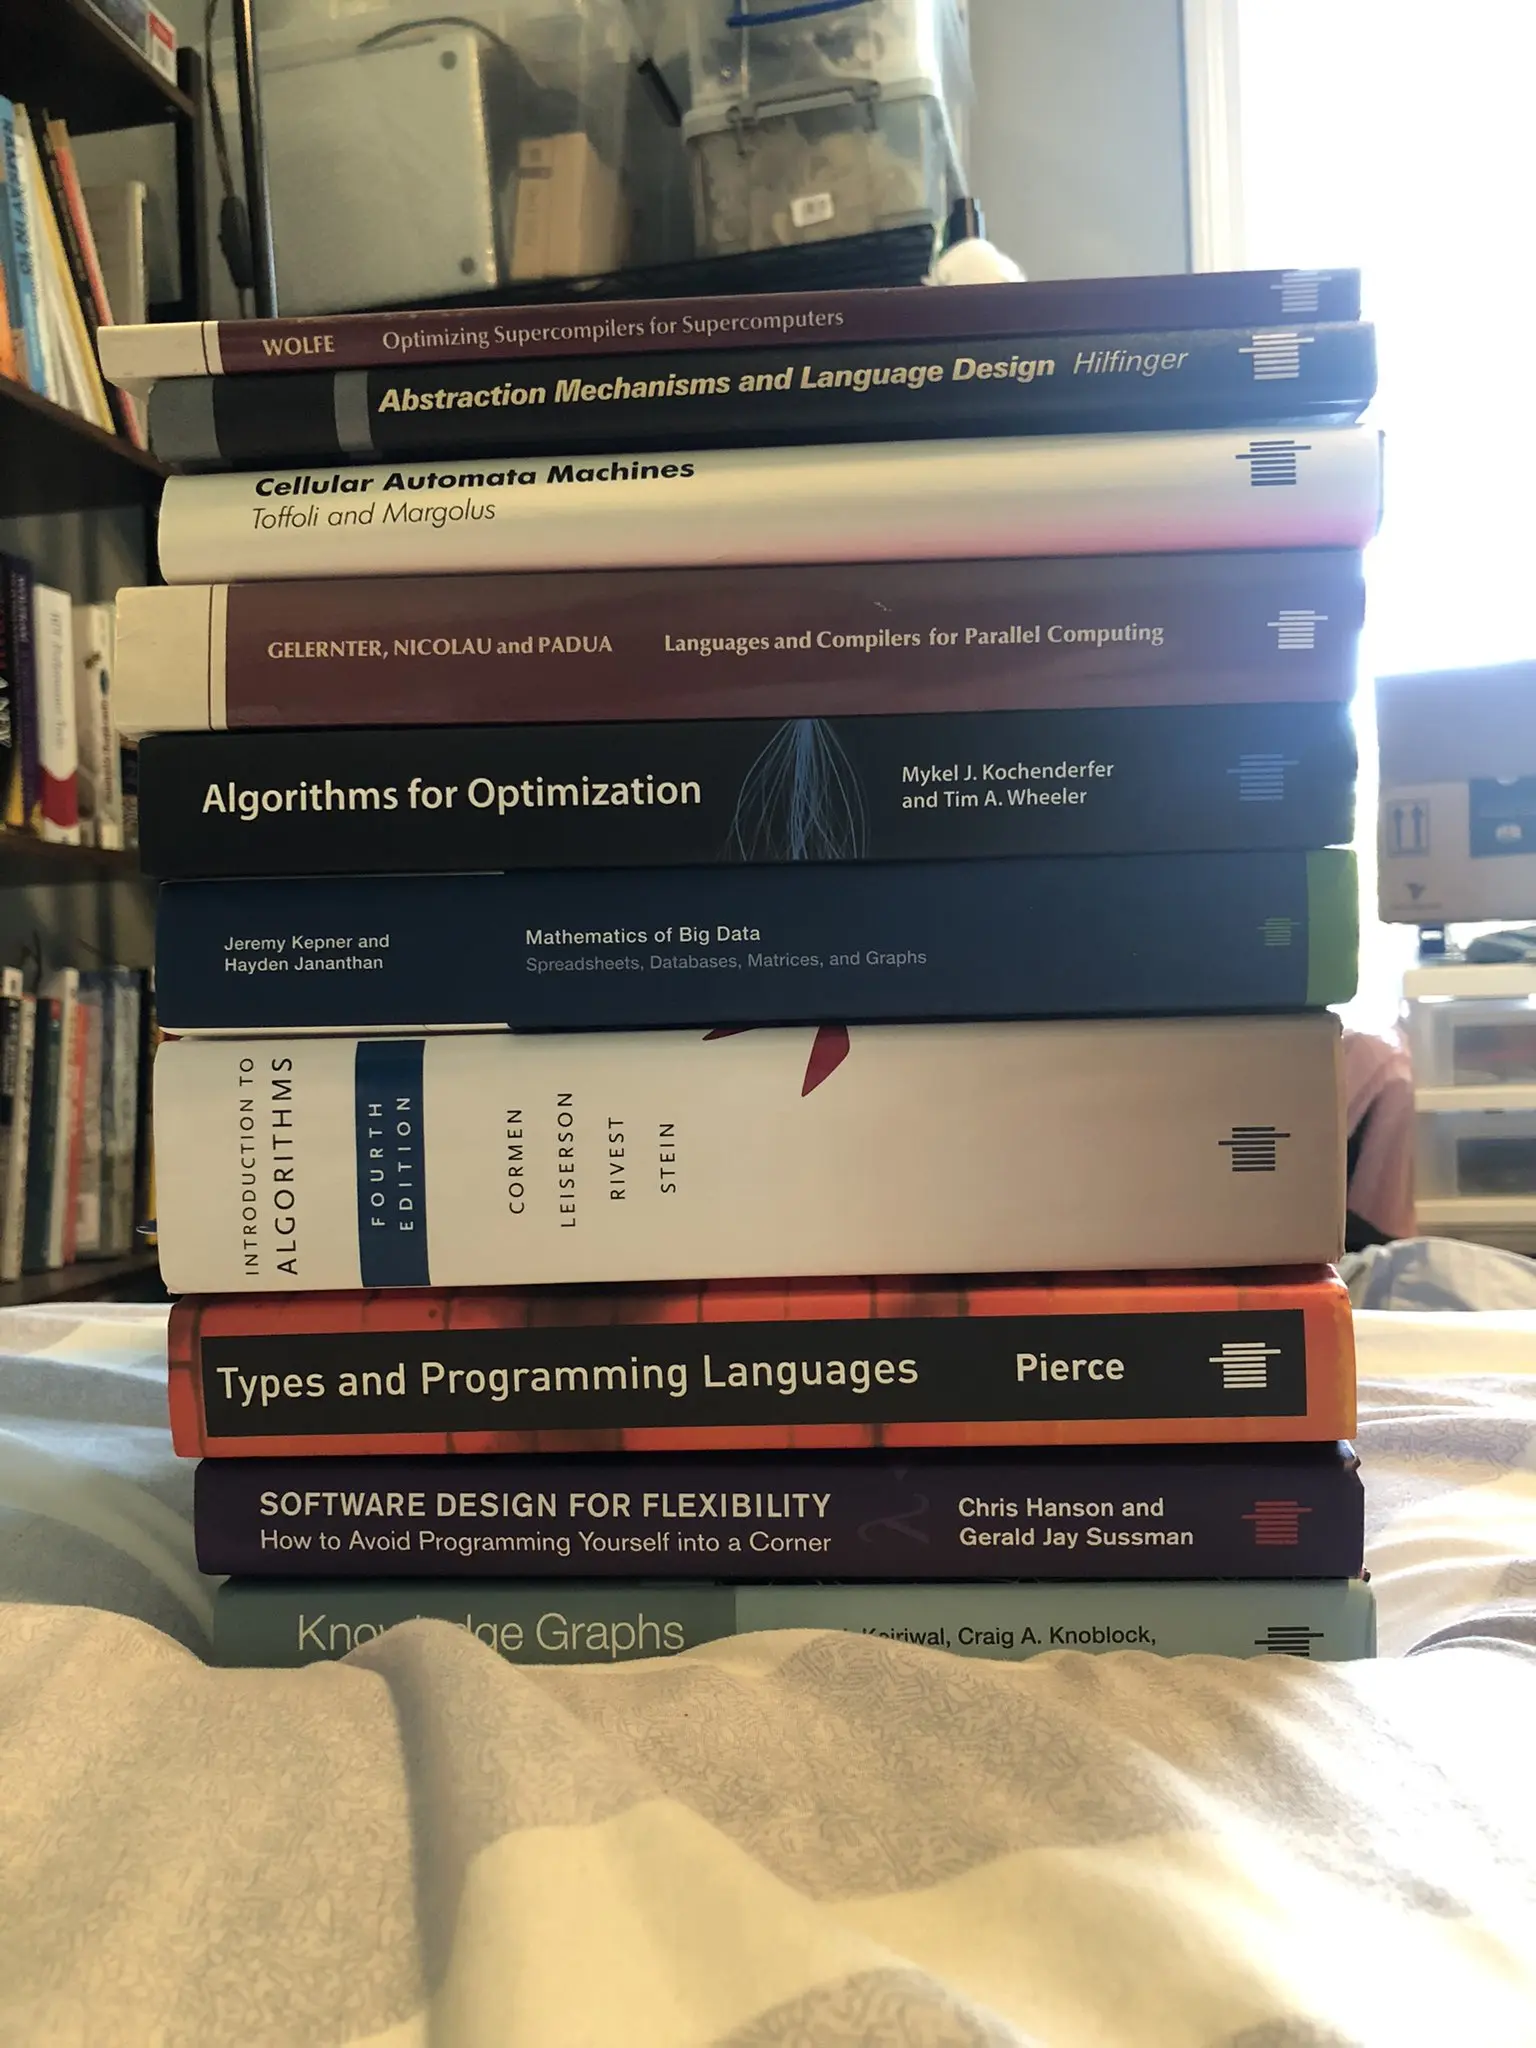 WOLFE Optimizing Supercompilers for Supercomputers
Abstraction Mechanisms and Language Design Hilfinger
Cellular Automata Machines
Toffoli and Margolus
GELERNTER, NICOLAU and PADUA Languages and Compilers for Parallel Computing
Algorithms for Optimization
Mykel J. Kochenderfer
and Tim A. Wheeler
Jeremy Kepner and
Hayden Jananthan
Mathematics of Big Data
Spreadsheets, Databases, Matrices, and Graphs
INTRODUCTION TO
ALGORITHMS
FOURTH
EDITION
CORMEN
LEISERSON
RIVEST
STEIN
Types and Programming Languages Pierce
SOFTWARE DESIGN FOR FLEXIBILITY
How to Avoid Programming Yourself into a Corner
Chris Hanson and
Gerald Jay Sussman
Graphs
Craig A. Knoblock,